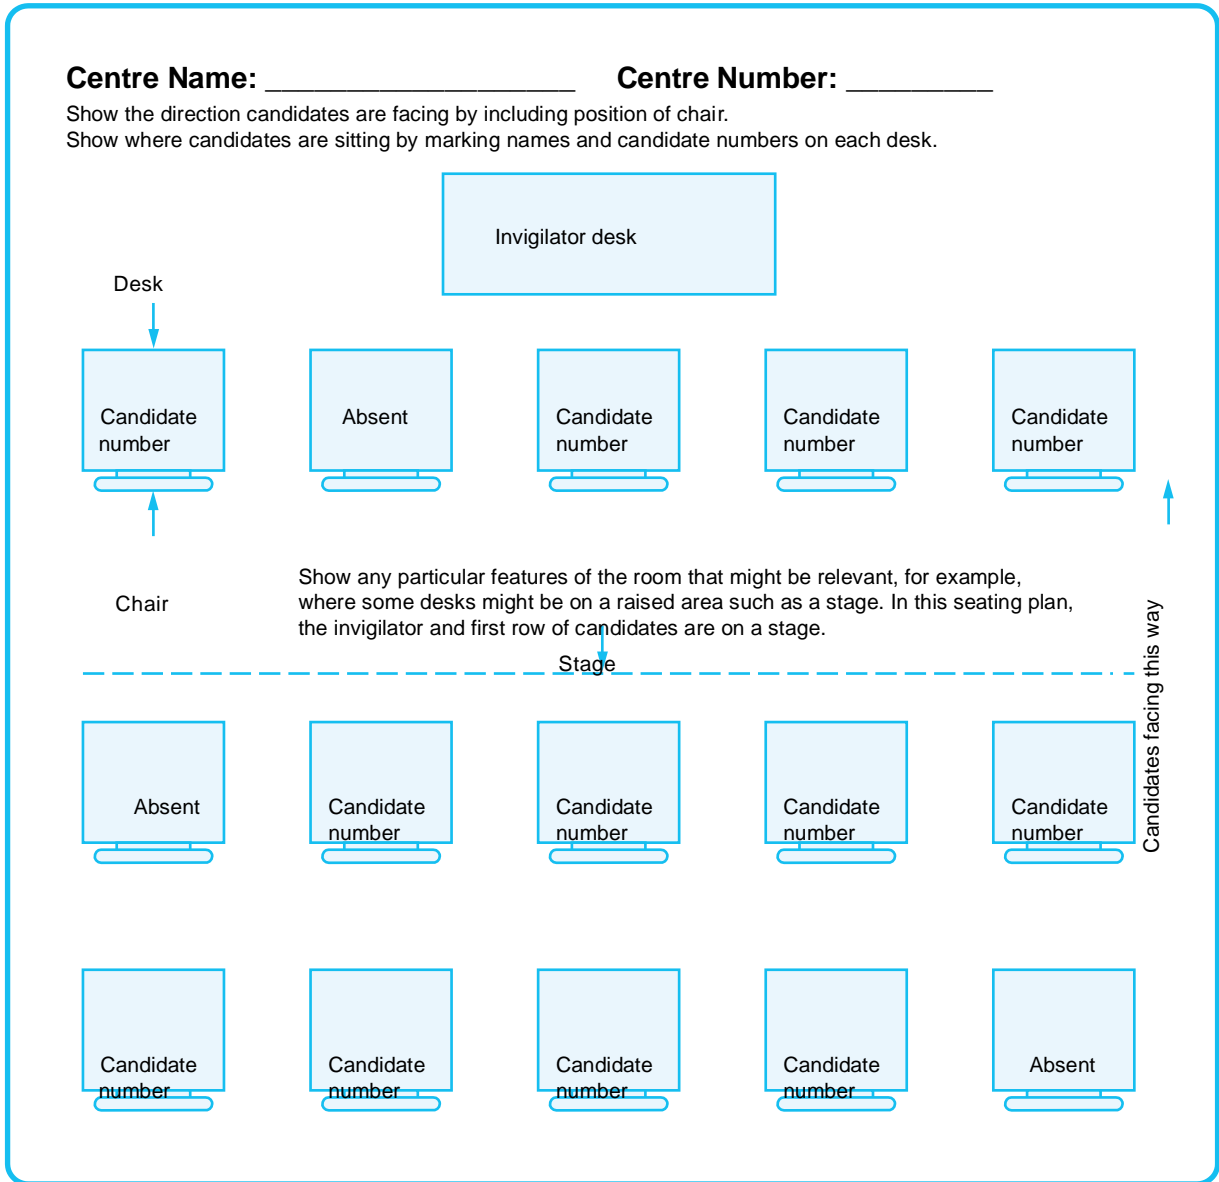 Centre Name: ___________________ Centre Number: _________
Show the direction candidates are facing by including position of chair.
Show where candidates are sitting by marking names and candidate numbers on each desk.
Invigilator desk
Desk
Candidate
number
Absent
Candidate
number
Candidate
number
Candidate
number
Chair
Show any particular features of the room that might be relevant, for example,
where some desks might be on a raised area such as a stage. In this seating plan,
the invigilator and first row of candidates are on a stage.
Stage
Candidates facing this way
Absent
Candidate
number
Candidate
number
Candidate
number
Candidate
number
Candidate
number
Candidate
number
Candidate
number
Candidate
number
Absent